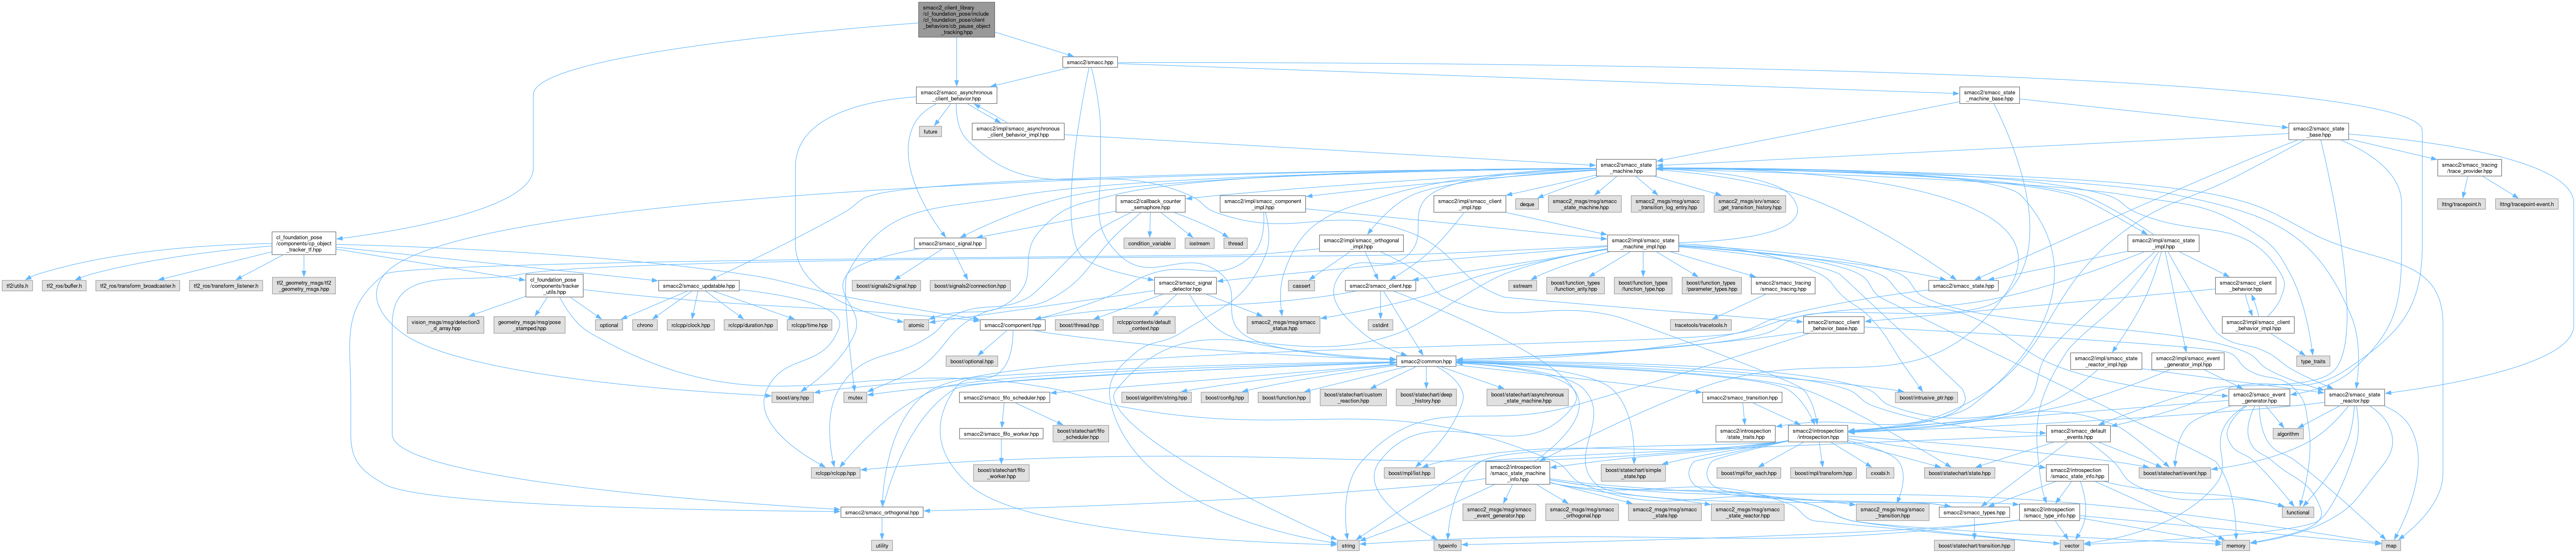 smacc2_client_library
/cl_foundation_pose/include
/cl_foundation_pose/client
_behaviors/cb_pause_object
_tracking.hpp
smacc2/smacc.hpp
smacc2/smacc_asynchronous
_client_behavior.hpp
smacc2/smacc_state
_machine_base.hpp
future
smacc2/impl/smacc_asynchronous
_client_behavior_impl.hpp
smacc2/smacc_state
_base.hpp
smacc2/smacc_state
_machine.hpp
smacc2/smacc_tracing
/trace_provider.hpp
smacc2/callback_counter
_semaphore.hpp
smacc2/impl/smacc_component
_impl.hpp
smacc2/impl/smacc_client
_impl.hpp
deque
smacc2_msgs/msg/smacc
_state_machine.hpp
smacc2_msgs/msg/smacc
_transition_log_entry.hpp
smacc2_msgs/srv/smacc
_get_transition_history.hpp
lttng/tracepoint.h
lttng/tracepoint-event.h
cl_foundation_pose
/components/cp_object
_tracker_tf.hpp
smacc2/smacc_signal.hpp
condition_variable
iostream
thread
smacc2/impl/smacc_orthogonal
_impl.hpp
smacc2/impl/smacc_state
_machine_impl.hpp
smacc2/impl/smacc_state
_impl.hpp
tf2/utils.h
tf2_ros/buffer.h
tf2_ros/transform_broadcaster.h
tf2_ros/transform_listener.h
tf2_geometry_msgs/tf2
_geometry_msgs.hpp
cl_foundation_pose
/components/tracker
_utils.hpp
smacc2/smacc_updatable.hpp
boost/signals2/signal.hpp
boost/signals2/connection.hpp
smacc2/smacc_signal
_detector.hpp
cassert
smacc2/smacc_client.hpp
sstream
boost/function_types
/function_arity.hpp
boost/function_types
/function_type.hpp
boost/function_types
/parameter_types.hpp
smacc2/smacc_tracing
/smacc_tracing.hpp
smacc2/smacc_state.hpp
smacc2/smacc_client
_behavior.hpp
vision_msgs/msg/detection3
_d_array.hpp
geometry_msgs/msg/pose
_stamped.hpp
optional
chrono
rclcpp/clock.hpp
rclcpp/duration.hpp
rclcpp/time.hpp
atomic
smacc2/component.hpp
boost/thread.hpp
rclcpp/contexts/default
_context.hpp
smacc2_msgs/msg/smacc
_status.hpp
cstdint
tracetools/tracetools.h
smacc2/smacc_client
_behavior_base.hpp
smacc2/impl/smacc_client
_behavior_impl.hpp
boost/optional.hpp
smacc2/common.hpp
smacc2/impl/smacc_state
_reactor_impl.hpp
smacc2/impl/smacc_event
_generator_impl.hpp
type_traits
boost/any.hpp
mutex
smacc2/smacc_fifo_scheduler.hpp
boost/algorithm/string.hpp
boost/config.hpp
boost/function.hpp
boost/statechart/custom
_reaction.hpp
boost/statechart/deep
_history.hpp
boost/statechart/asynchronous
_state_machine.hpp
smacc2/smacc_transition.hpp
boost/intrusive_ptr.hpp
smacc2/smacc_event
_generator.hpp
smacc2/smacc_state
_reactor.hpp
smacc2/smacc_fifo_worker.hpp
boost/statechart/fifo
_scheduler.hpp
smacc2/introspection
/state_traits.hpp
smacc2/introspection
/introspection.hpp
smacc2/smacc_default
_events.hpp
algorithm
rclcpp/rclcpp.hpp
boost/statechart/fifo
_worker.hpp
boost/mpl/list.hpp
smacc2/introspection
/smacc_state_machine
_info.hpp
boost/statechart/simple
_state.hpp
boost/mpl/for_each.hpp
boost/mpl/transform.hpp
cxxabi.h
boost/statechart/state.hpp
smacc2/introspection
/smacc_state_info.hpp
boost/statechart/event.hpp
smacc2/smacc_orthogonal.hpp
smacc2_msgs/msg/smacc
_event_generator.hpp
smacc2_msgs/msg/smacc
_orthogonal.hpp
smacc2_msgs/msg/smacc
_state.hpp
smacc2_msgs/msg/smacc
_state_reactor.hpp
smacc2_msgs/msg/smacc
_transition.hpp
smacc2/smacc_types.hpp
smacc2/introspection
/smacc_type_info.hpp
functional
utility
string
typeinfo
boost/statechart/transition.hpp
vector
memory
map